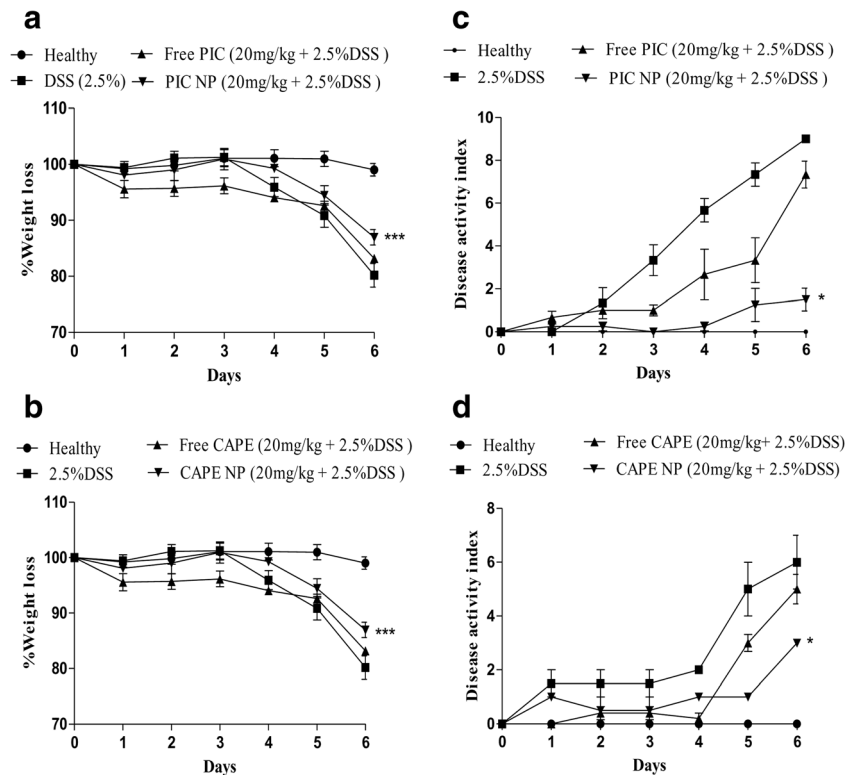 a
Healthy
Free PIC (20mg/kg + 2.5%DSS )
DSS (2.5%)
PIC NP (20mg/kg + 2.5%DSS )
110
100
90
80
70
%Weight loss
***
0 1 2 3 4 5 6
Days
c
Healthy
Free PIC (20mg/kg + 2.5%DSS )
2.5%DSS
PIC NP (20mg/kg + 2.5%DSS )
10
8
6
4
2
0
Disease activity index
*
0 1 2 3 4 5 6
Days
b
Healthy
Free CAPE (20mg/kg + 2.5%DSS )
2.5%DSS
CAPE NP (20mg/kg + 2.5%DSS )
110
100
90
80
70
%Weight loss
***
0 1 2 3 4 5 6
Days
d
Healthy
Free CAPE (20mg/kg+ 2.5%DSS)
2.5%DSS
CAPE NP (20mg/kg + 2.5%DSS)
8
6
4
2
0
Disease activity index
*
0 1 2 3 4 5 6
Days